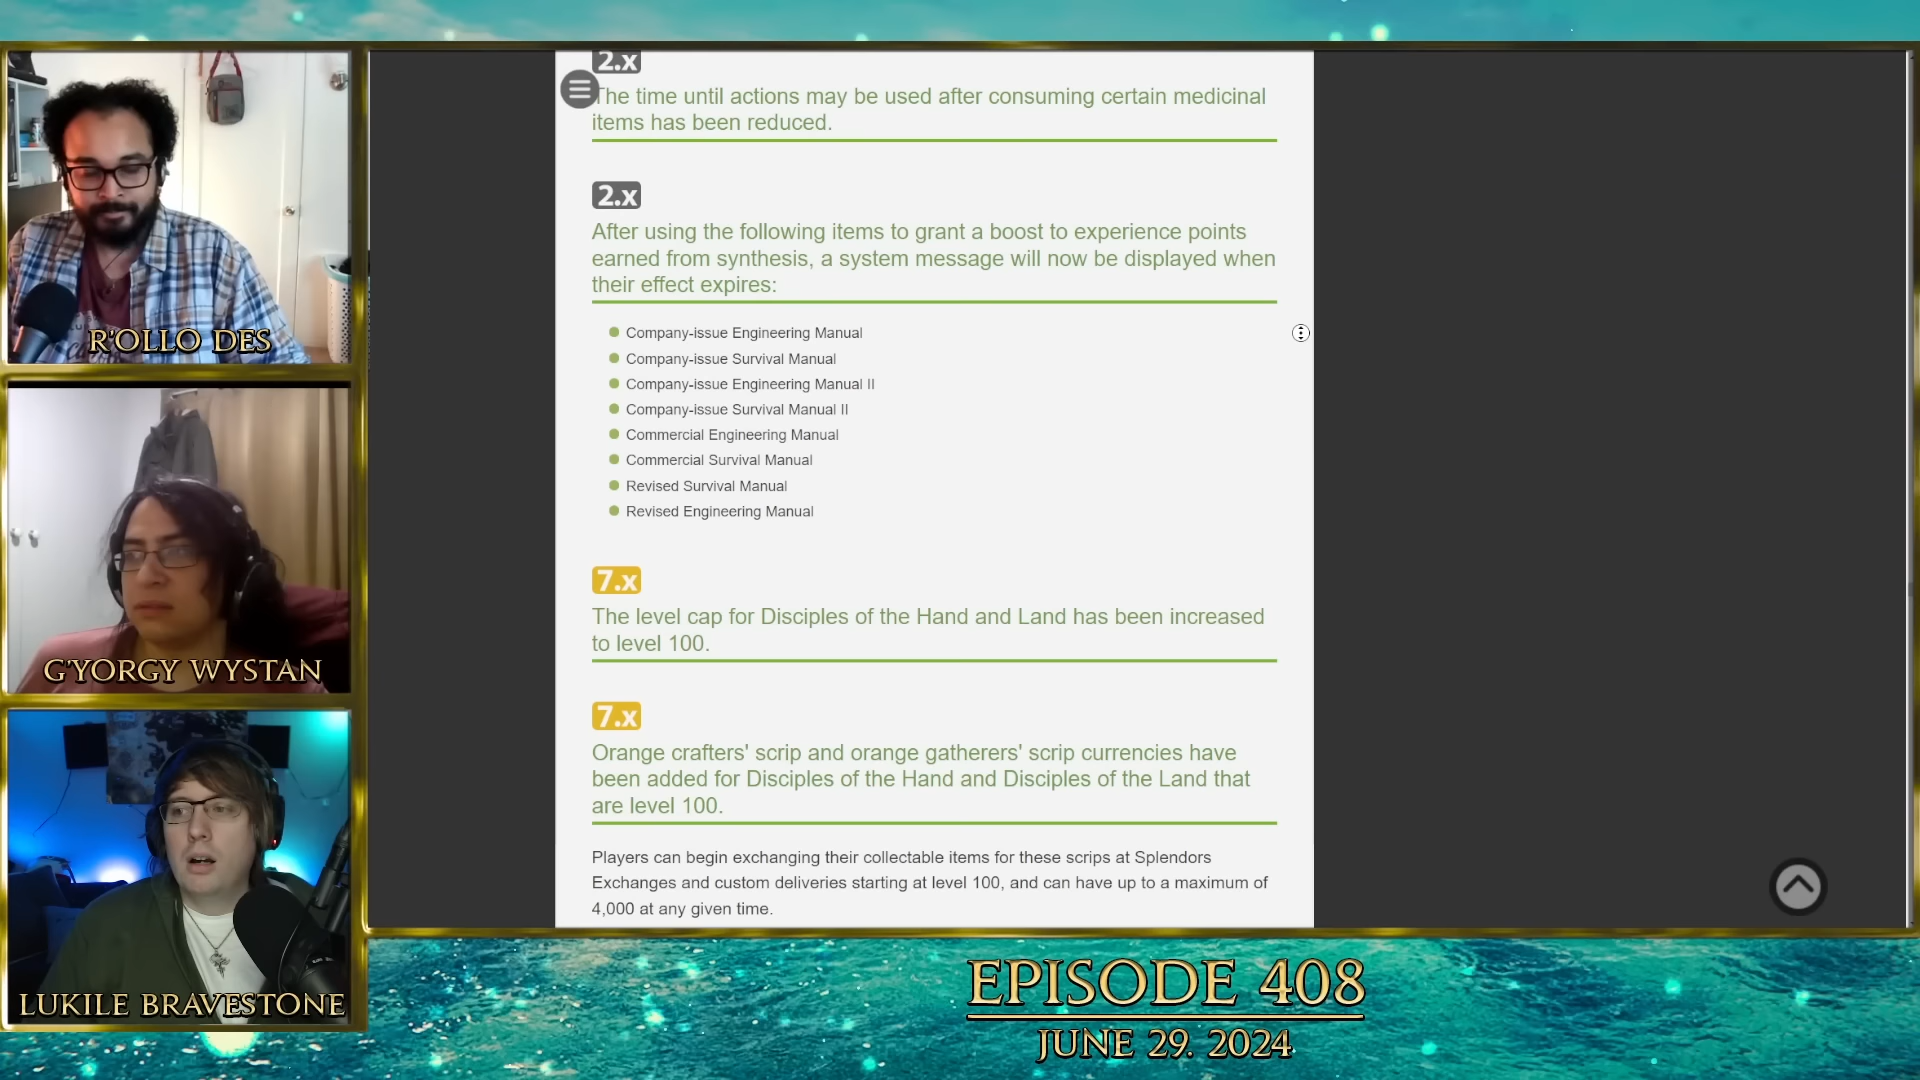 2.x
The time until actions may be used after consuming certain medicinal
items has been reduced.
2.x
After using the following items to grant a boost to experience points
earned from synthesis, a system message will now be displayed when
their effect expires:
Company-issue Engineering Manual
Company-issue Survival Manual
Company-issue Engineering Manual II
Company-issue Survival Manual II
Commercial Engineering Manual
Commercial Survival Manual
Revised Survival Manual
Revised Engineering Manual
7.x
The level cap for Disciples of the Hand and Land has been increased
to level 100.
7.x
Orange crafters' scrip and orange gatherers' scrip currencies have
been added for Disciples of the Hand and Disciples of the Land that
are level 100.
Players can begin exchanging their collectable items for these scrips at Splendors
Exchanges and custom deliveries starting at level 100, and can have up to a maximum of
4,000 at any given time.
R'OLLO DES
G'YORGY WYSTAN
LUKILE BRAVESTONE
EPISODE 408
JUNE 29. 2024